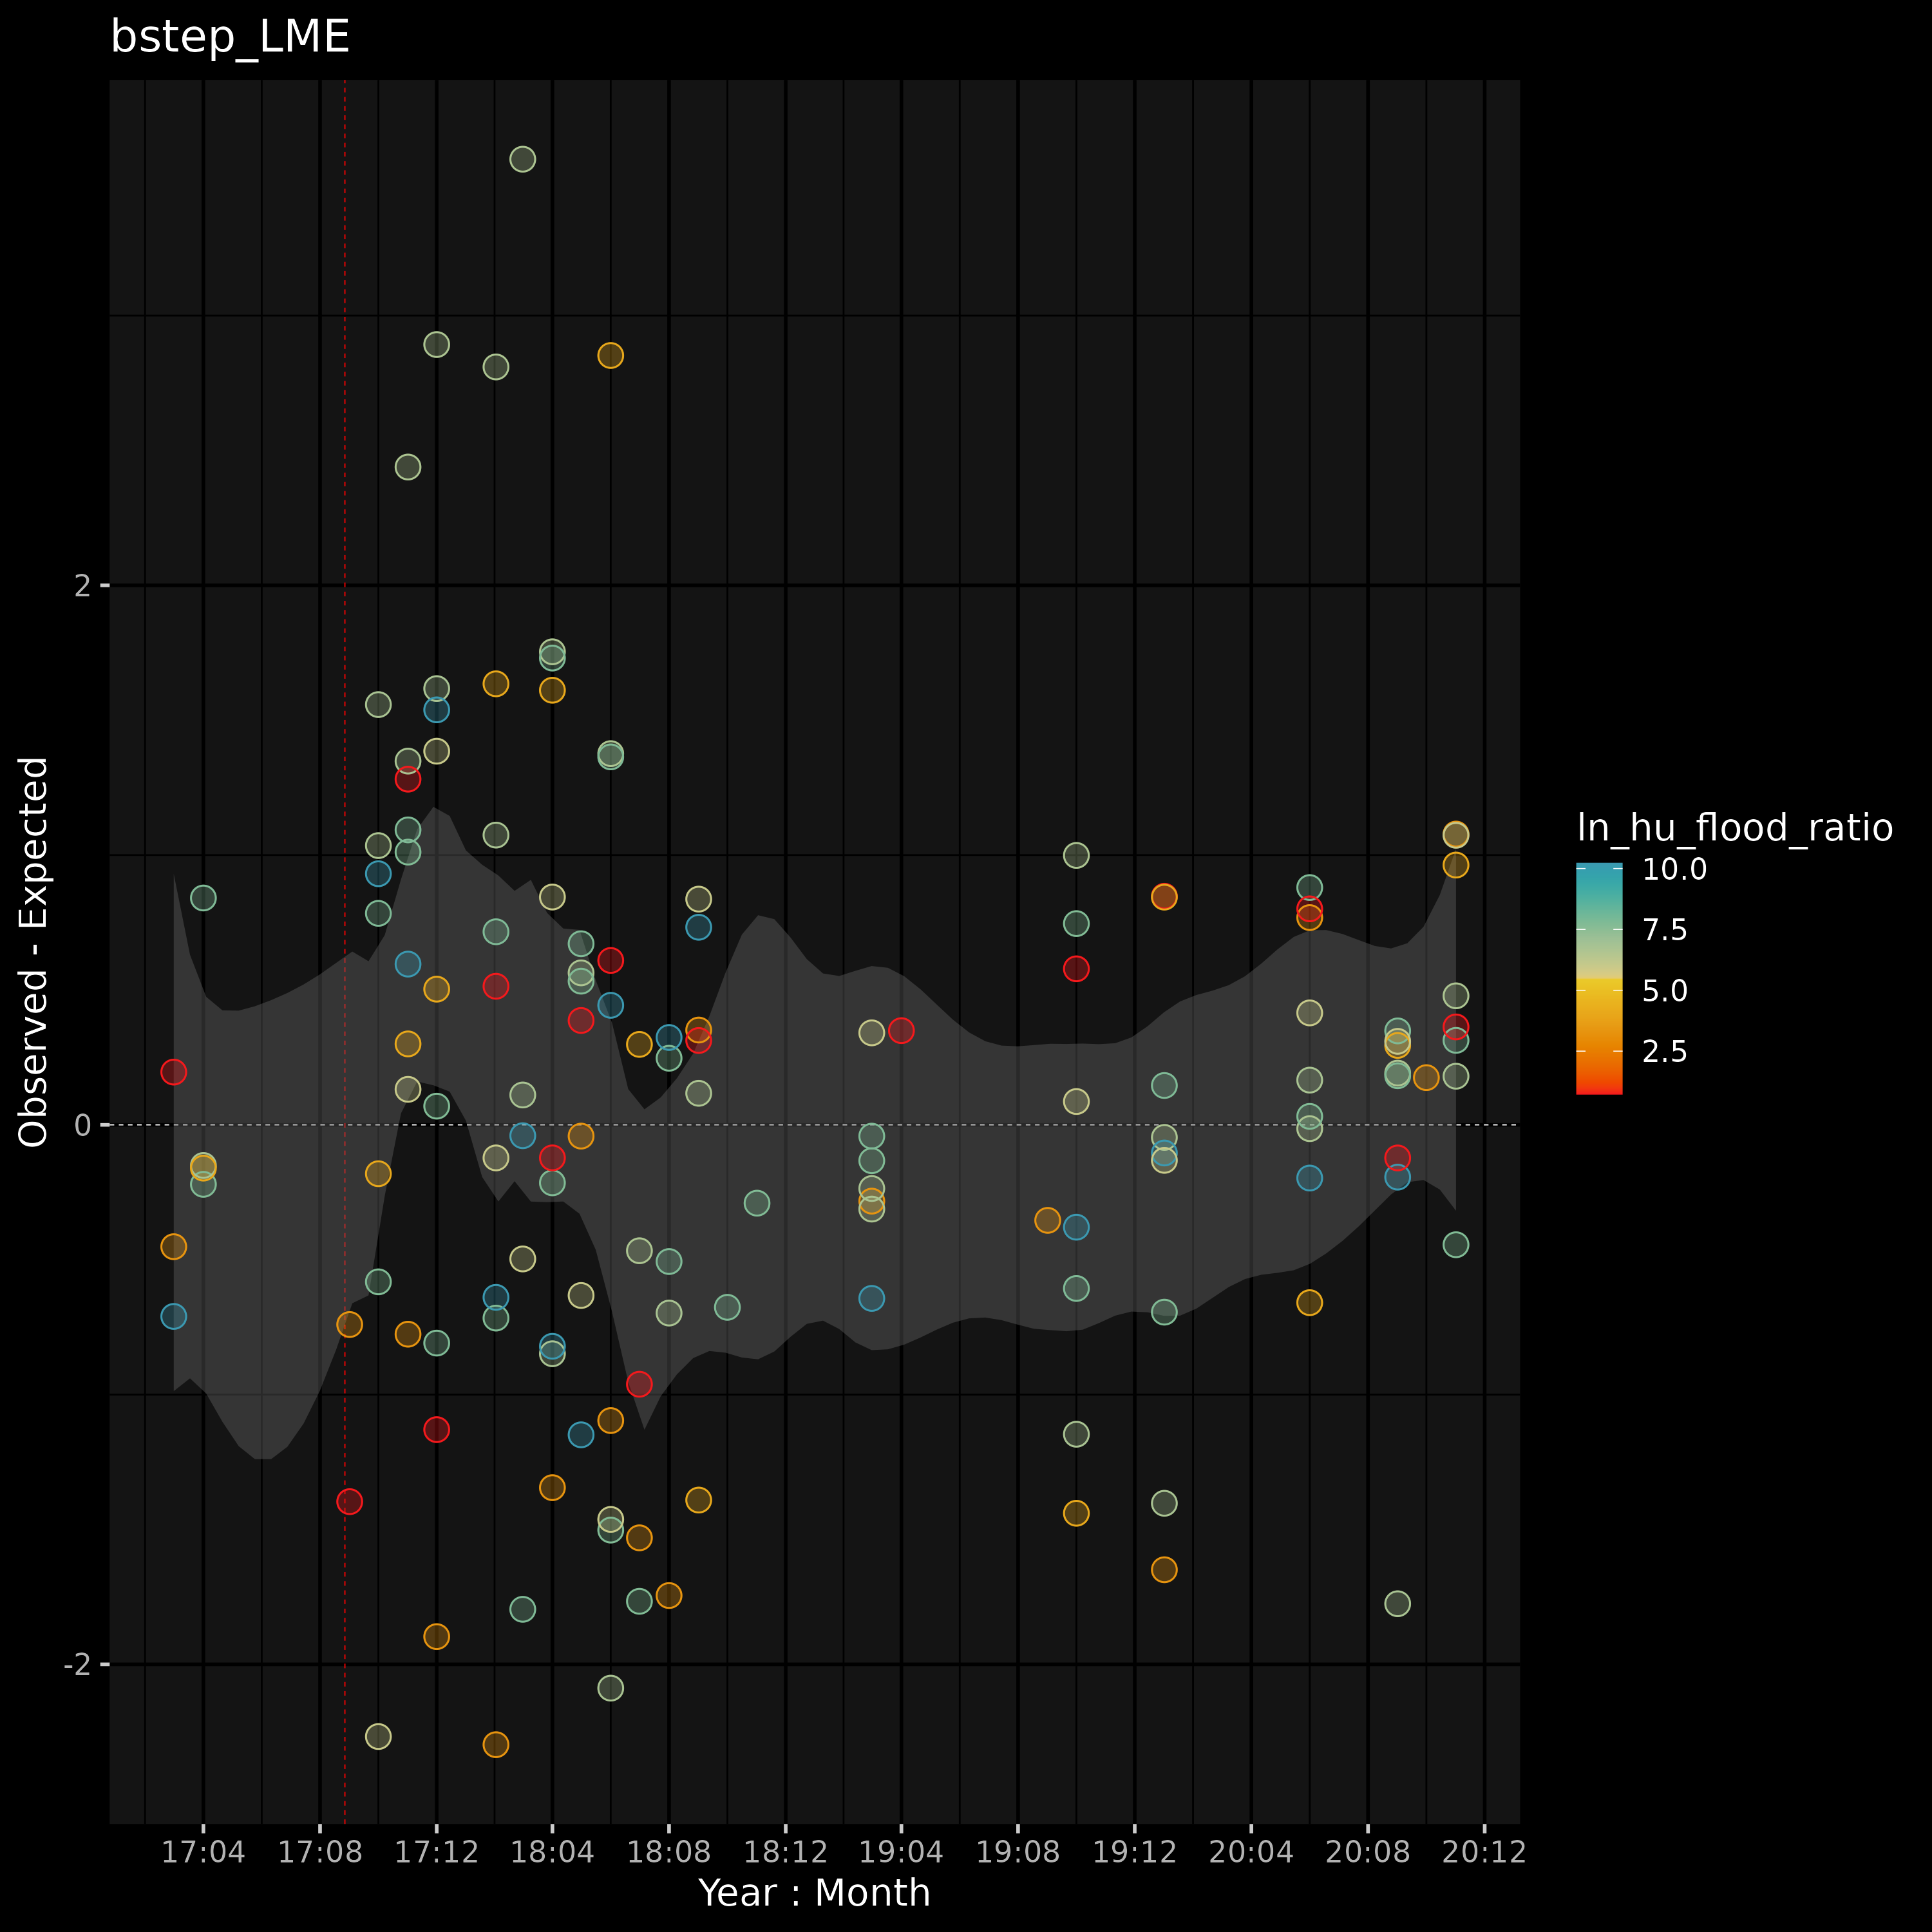 bstep_LME
Observed - Expected
2
0
-2
17:04 17:08 17:12 18:04 18:08 18:12 19:04 19:08 19:12 20:04 20:08 20:12
Year : Month
ln_hu_flood_ratio
10.0
7.5
5.0
2.5